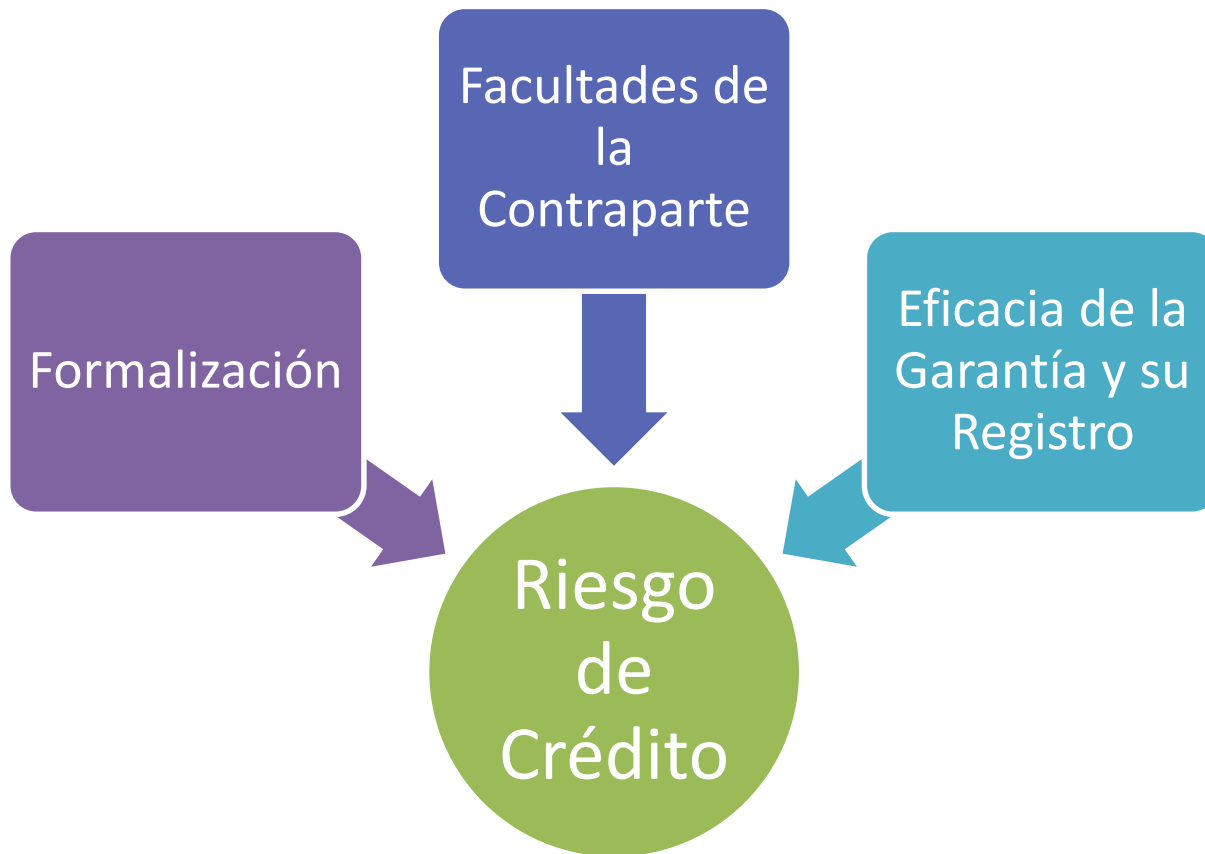 Facultades de
la
Contraparte
Formalización
Eficacia de la
Garantía y su
Registro
Riesgo
de
Crédito